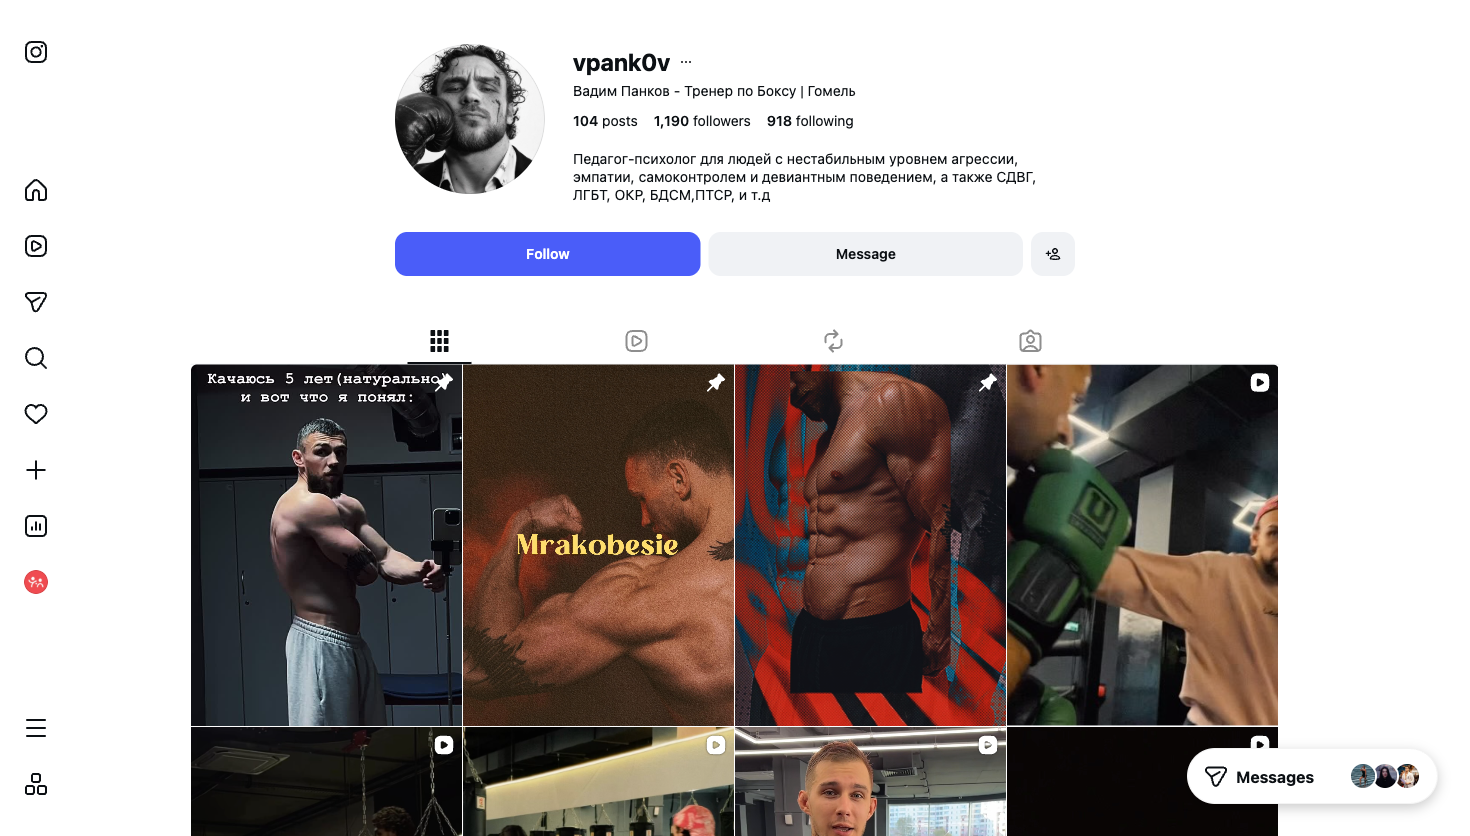 vpank0v ...
Вадим Панков - Тренер по Боксу | Гомель
104 posts 1,190 followers 918 following
Педагог-психолог для людей с нестабильным уровнем агрессии,
эмпатии, самоконтролем и девиантным поведением, а также СДВГ,
ЛГБТ, ОКР, БДСМ,ПТСР, и т.д
Follow Message
Качаюсь 5 лет(натурально)
и вот что я понял:
Mrakobesie
U
Messages